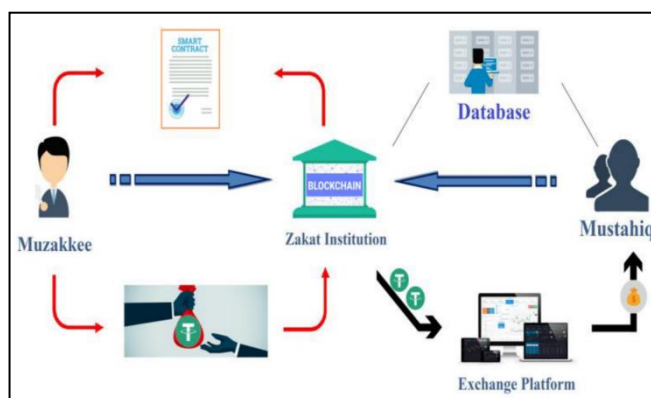 SMART
CONTRACT
Database
BLOCKCHAIN
Muzakkee
Zakat Institution
Mustahiq
Exchange Platform